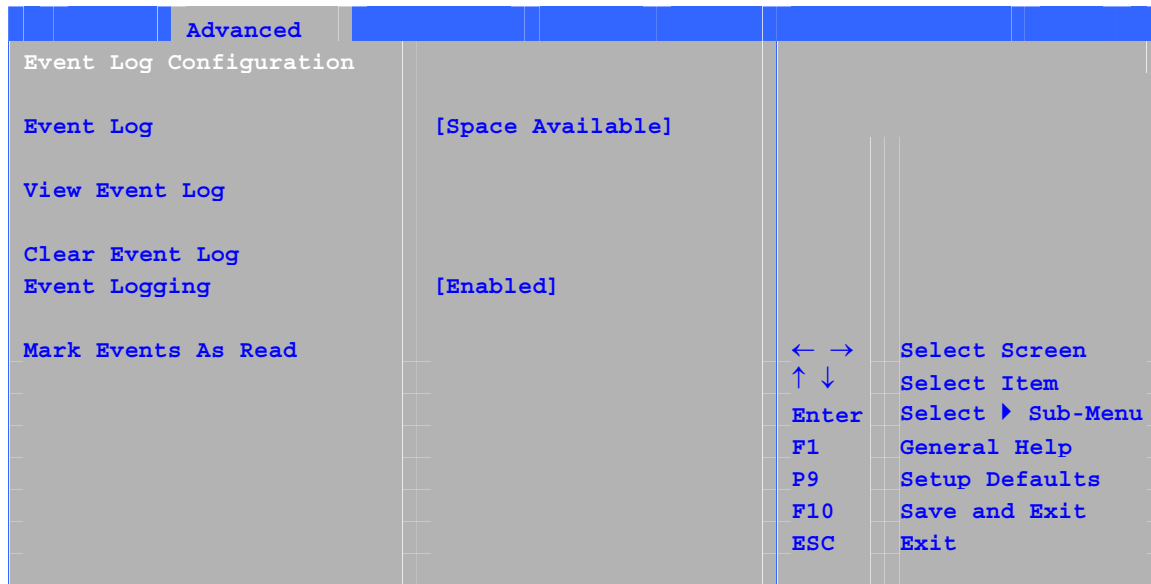 Advanced
Event Log Configuration
Event Log [Space Available]
View Event Log
Clear Event Log
Event Logging [Enabled]
Mark Events As Read
← → Select Screen
↑ ↓ Select Item
Enter Select ▶ Sub-Menu
F1 General Help
P9 Setup Defaults
F10 Save and Exit
ESC Exit